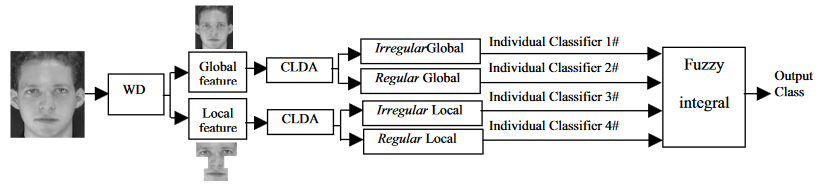 WD
Global
feature
Local
feature
CLDA
CLDA
IrregularGlobal
Regular Global
Irregular Local
Regular Local
Individual Classifier 1#
Individual Classifier 2#
Individual Classifier 3#
Individual Classifier 4#
Fuzzy
integral
Output
Class